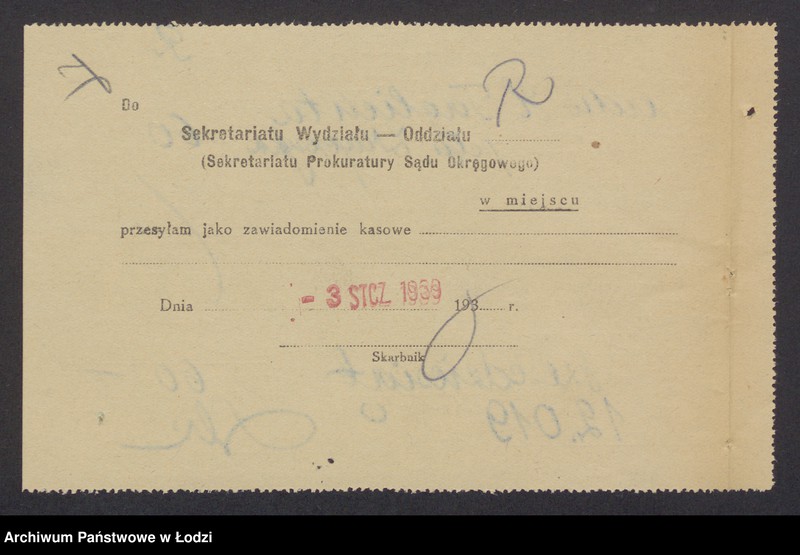 R
Do
Sekretariatu Wydziału — Oddziału
(Sekretariatu Prokuratury Sądu Okręgowego)
w miejscu
przesyłam jako zawiadomienie kasowe
Dnia - 3 STCZ 1939 193 r.
Skarbnik
12.019
Archiwum Państwowe w Łodzi